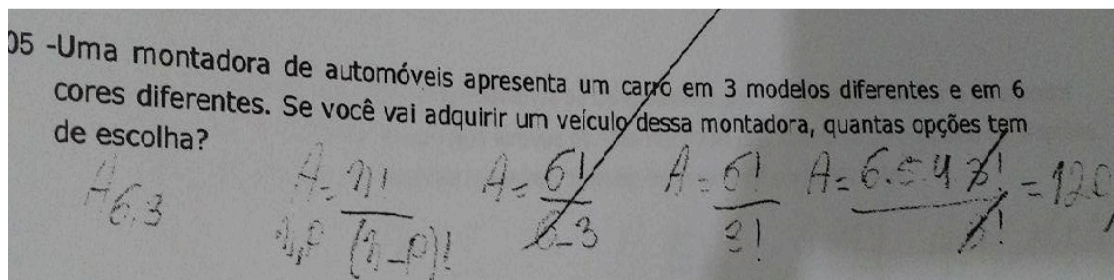 05 -Uma montadora de automóveis apresenta um carro em 3 modelos diferentes e em 6
cores diferentes. Se você vai adquirir um veículo dessa montadora, quantas opções tem
de escolha?
A6,3 A n,p = n! / (n-p)! A = 6! / 6-3 A = 6! / 3! A = 6.5.4 3! / 3! = 120